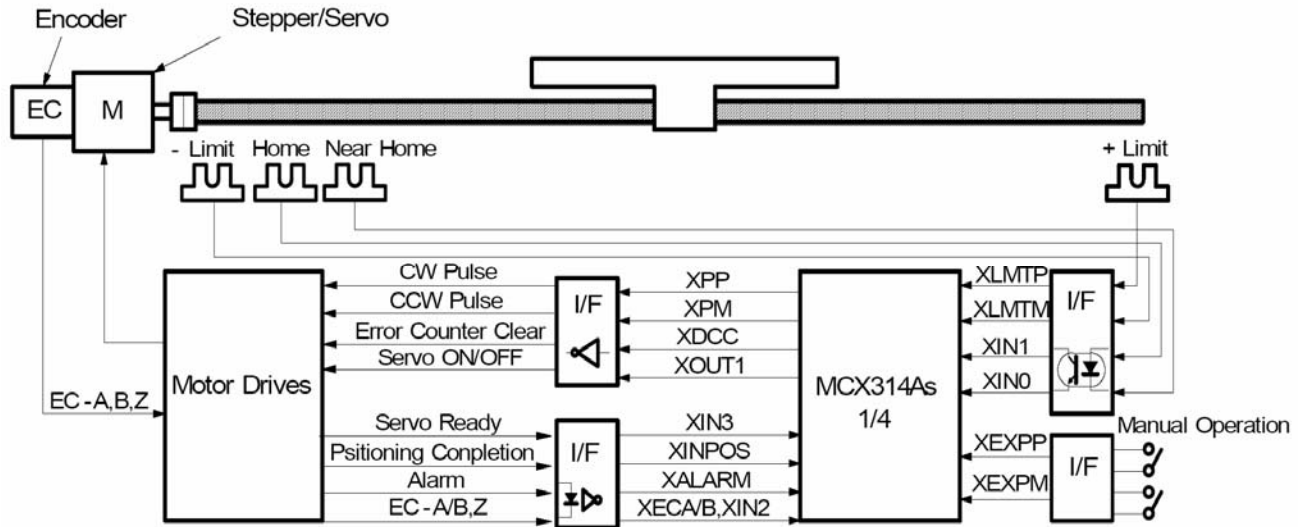 Encoder
Stepper/Servo
EC
M
- Limit
Home
Near Home
+ Limit
CW Pulse
CCW Pulse
Error Counter Clear
Servo ON/OFF
Motor Drives
I/F
XPP
XPM
XDCC
XOUT1
MCX314As
1/4
XLMTP
XLMTM
XIN1
XIN0
I/F
EC-A,B,Z
Servo Ready
Psitioning Conpletion
Alarm
EC-A/B,Z
I/F
XIN3
XINPOS
XALARM
XECA/B,XIN2
XEXPP
XEXPM
I/F
Manual Operation